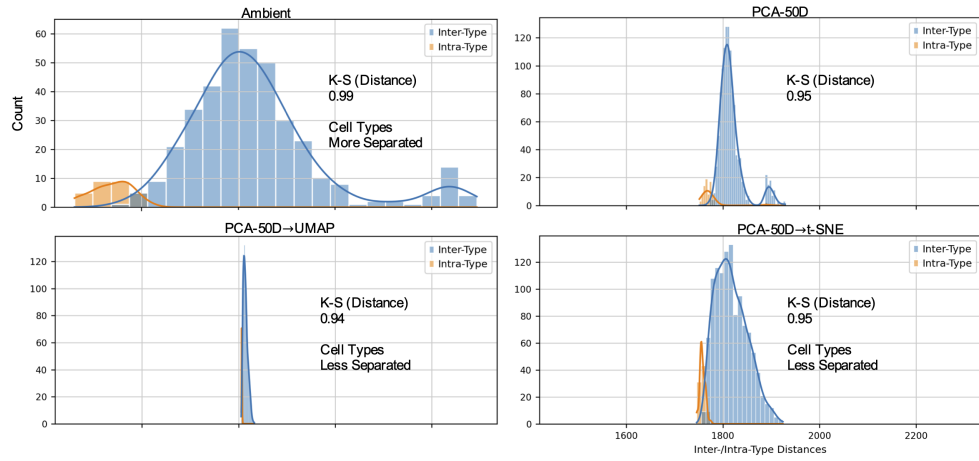 Ambient
Count
60
50
40
30
20
10
0
Inter-Type
Intra-Type
K-S (Distance)
0.99
Cell Types
More Separated
PCA-50D
120
100
80
60
40
20
0
Inter-Type
Intra-Type
K-S (Distance)
0.95
PCA-50D→UMAP
120
100
80
60
40
20
0
Inter-Type
Intra-Type
K-S (Distance)
0.94
Cell Types
Less Separated
PCA-50D→t-SNE
120
100
80
60
40
20
0
Inter-Type
Intra-Type
K-S (Distance)
0.95
Cell Types
Less Separated
1600 1800 2000 2200
Inter-/Intra-Type Distances